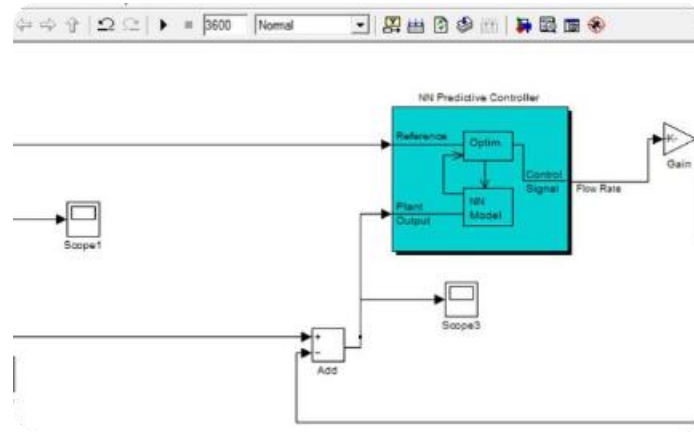 3600 Normal
NN Predictive Controller
Reference
Optim.
Control
Signal
Flow Rate
K-
Gain
Plant
Output
NN
Model
Scope1
Scope3
+
−
Add